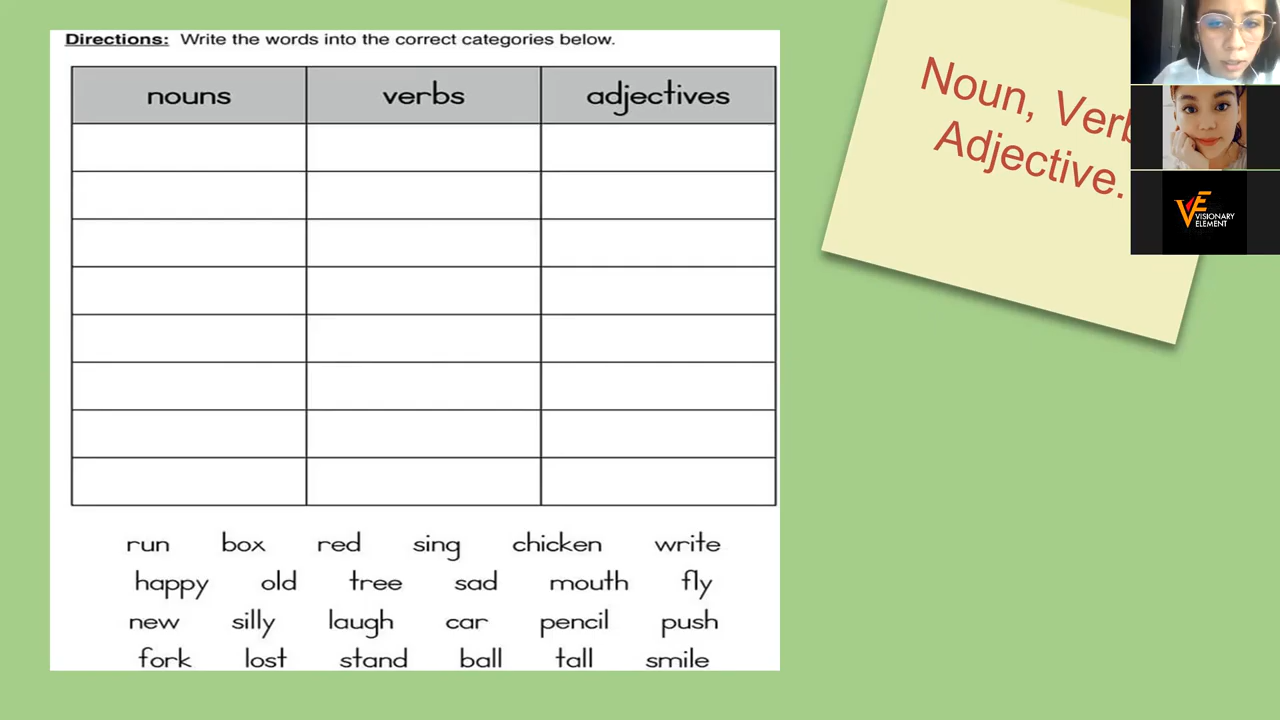 Directions: Write the words into the correct categories below.
nouns verbs adjectives
run box red sing chicken write
happy old tree sad mouth fly
new silly laugh car pencil push
fork lost stand ball tall smile
Noun, Verb
Adjective.
VE
VISIONARY
ELEMENT